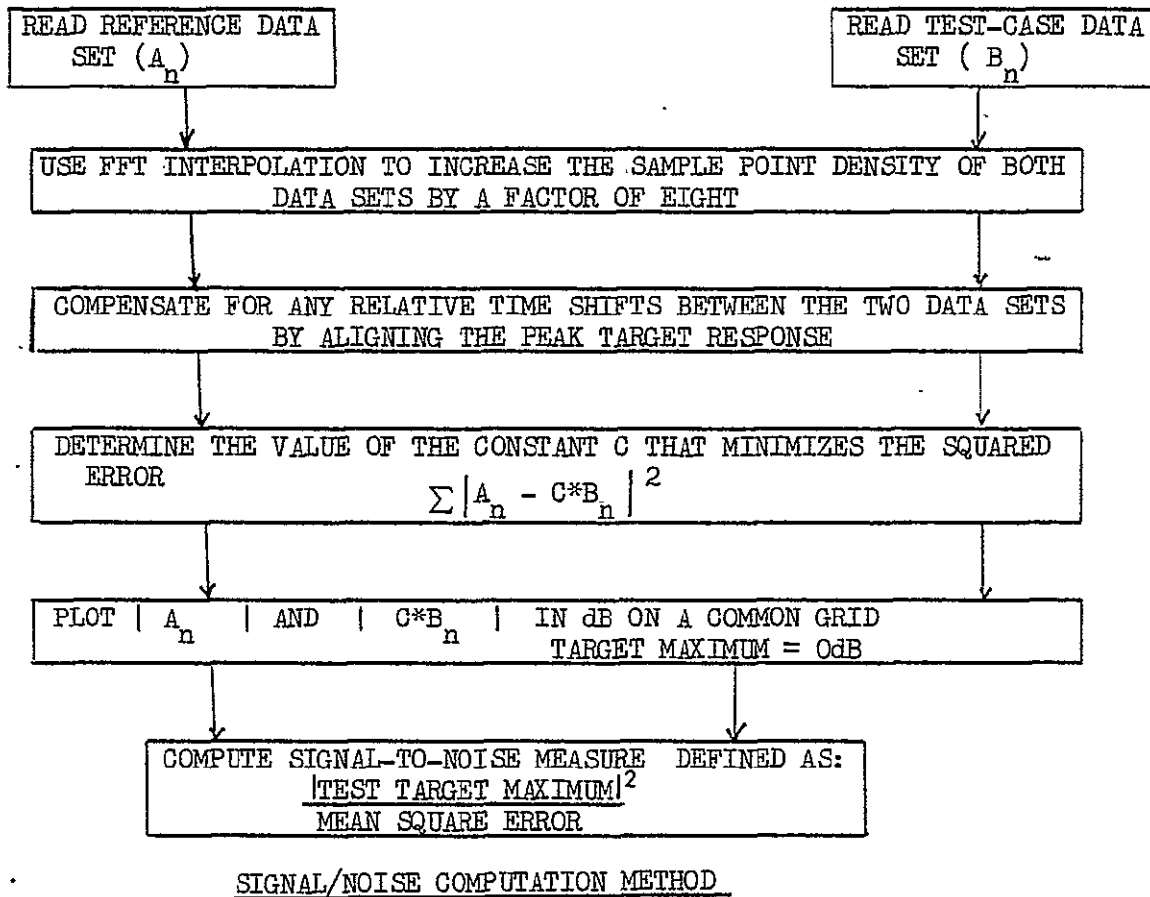 READ REFERENCE DATA
SET (A_n)
READ TEST-CASE DATA
SET ( B_n)
USE FFT INTERPOLATION TO INCREASE THE SAMPLE POINT DENSITY OF BOTH
DATA SETS BY A FACTOR OF EIGHT
COMPENSATE FOR ANY RELATIVE TIME SHIFTS BETWEEN THE TWO DATA SETS
BY ALIGNING THE PEAK TARGET RESPONSE
DETERMINE THE VALUE OF THE CONSTANT C THAT MINIMIZES THE SQUARED
ERROR
∑ |A_n - C*B_n|^2
PLOT | A_n | AND | C*B_n | IN dB ON A COMMON GRID
TARGET MAXIMUM = 0dB
COMPUTE SIGNAL-TO-NOISE MEASURE DEFINED AS:
|TEST TARGET MAXIMUM|^2
MEAN SQUARE ERROR
SIGNAL/NOISE COMPUTATION METHOD